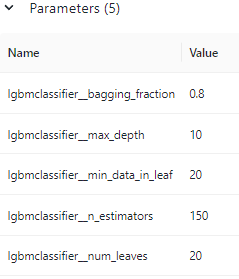 Parameters (5)
Name Value
lgbmclassifier__bagging_fraction 0.8
lgbmclassifier__max_depth 10
lgbmclassifier__min_data_in_leaf 20
lgbmclassifier__n_estimators 150
lgbmclassifier__num_leaves 20